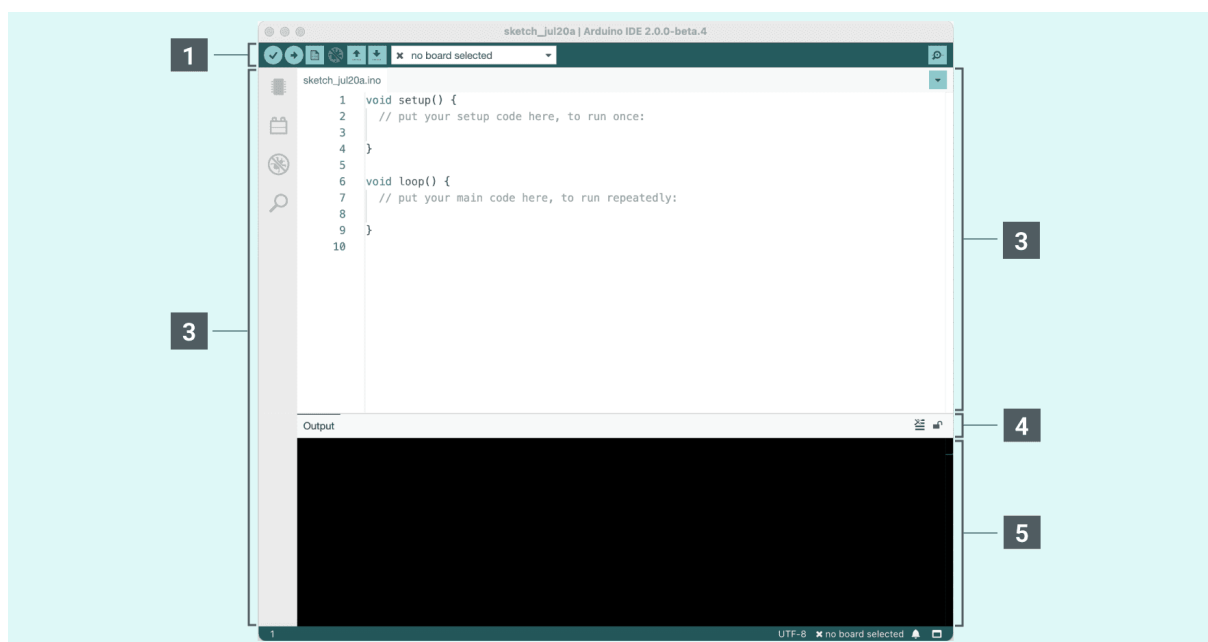 sketch_jul20a | Arduino IDE 2.0.0-beta.4
1
no board selected
sketch_jul20a.ino
1 void setup() {
2 // put your setup code here, to run once:
3
4 }
5
6 void loop() {
7 // put your main code here, to run repeatedly:
8
9 }
10
3
3
Output
4
5
1 UTF-8 no board selected